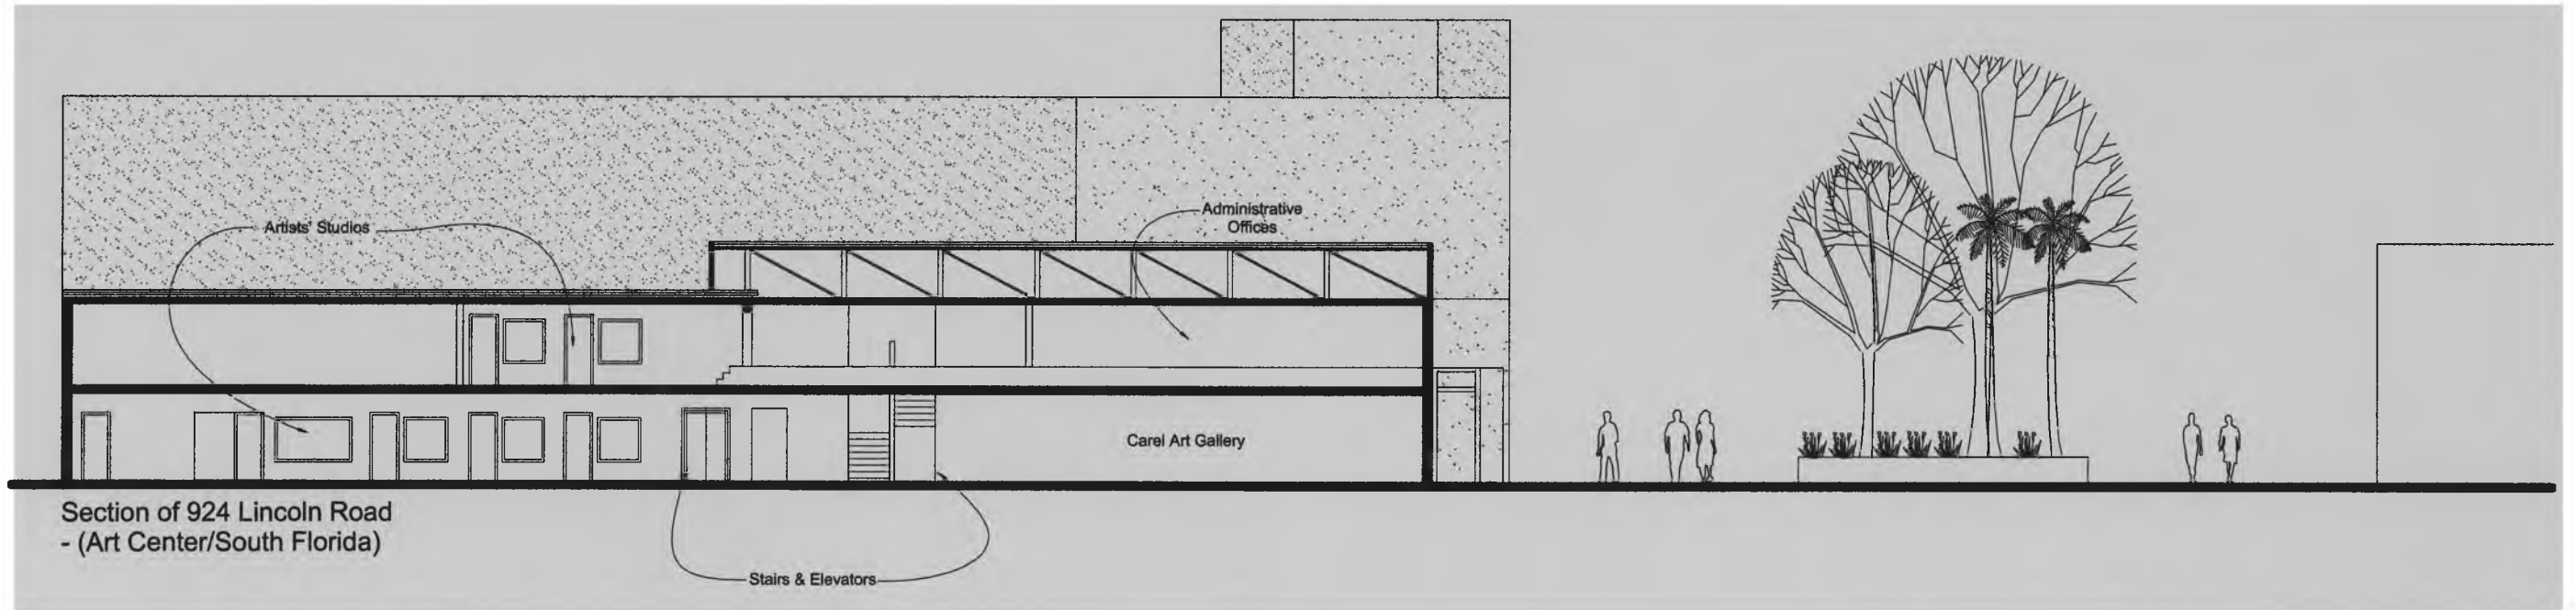 Artists' Studios
Administrative
Offices
Carel Art Gallery
Section of 924 Lincoln Road
- (Art Center/South Florida)
Stairs & Elevators